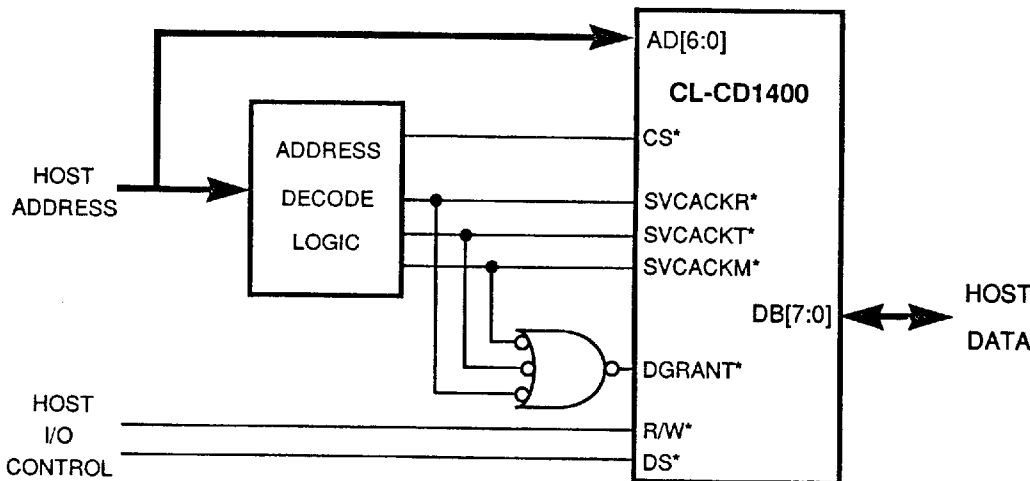 AD[6:0]
CL-CD1400
CS*
ADDRESS
DECODE
LOGIC
HOST
ADDRESS
SVCACKR*
SVCACKT*
SVCACKM*
DB[7:0]
HOST
DATA
DGRANT*
HOST
I/O
CONTROL
R/W*
DS*